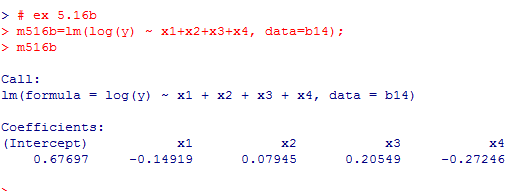 > # ex 5.16b
> m516b=lm(log(y) ~ x1+x2+x3+x4, data=b14);
> m516b
Call:
lm(formula = log(y) ~ x1 + x2 + x3 + x4, data = b14)
Coefficients:
(Intercept) x1 x2 x3 x4
0.67697 -0.14919 0.07945 0.20549 -0.27246
>